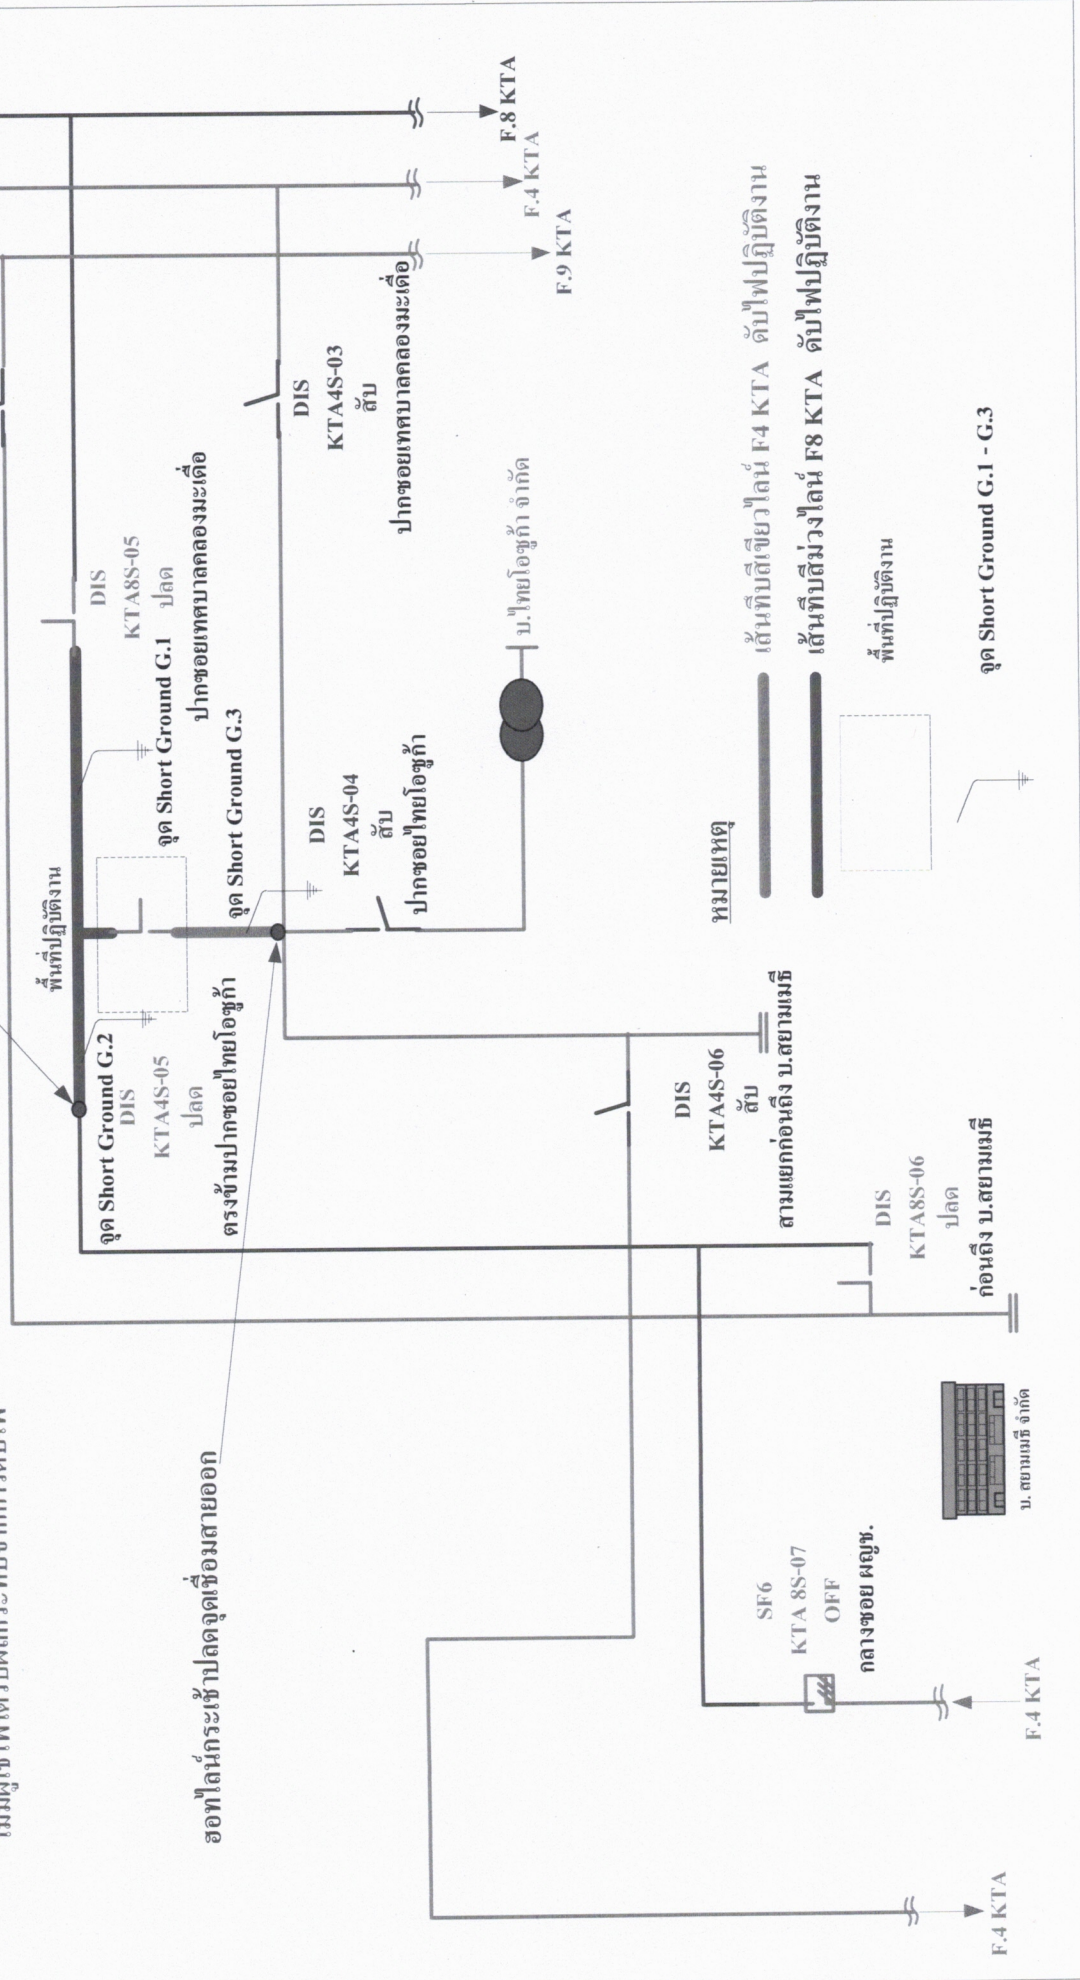 F.8 KTA
F.4 KTA
F.9 KTA
DIS
KTA8S-05
ปลด
ปากซอยเทศบาลคลองมะเดื่อ
DIS
KTA4S-03
สับ
ปากซอยเทศบาลคลองมะเดื่อ
พื้นที่ปฏิบัติงาน
จุด Short Ground G.1
จุด Short Ground G.3
จุด Short Ground G.2
DIS
KTA4S-05
ปลด
ตรงข้ามปากซอยไทยโอซูก้า
DIS
KTA4S-04
สับ
ปากซอยไทยโอซูก้า
บ.ไทยโอซูก้า จำกัด
ฮอทไลน์กระเช้าปลดจุดเชื่อมสายออก
DIS
KTA4S-06
สับ
สามแยกก่อนถึง บ.สยามเมธี
DIS
KTA8S-06
ปลด
ก่อนถึง บ.สยามเมธี
บ. สยามเมธี จำกัด
SF6
KTA 8S-07
OFF
กลางซอย ผญช.
F.4 KTA
F.4 KTA
หมายเหตุ
เส้นทึบสีเขียวไลน์ F4 KTA ดับไฟปฏิบัติงาน
เส้นทึบสีม่วงไลน์ F8 KTA ดับไฟปฏิบัติงาน
พื้นที่ปฏิบัติงาน
จุด Short Ground G.1 - G.3